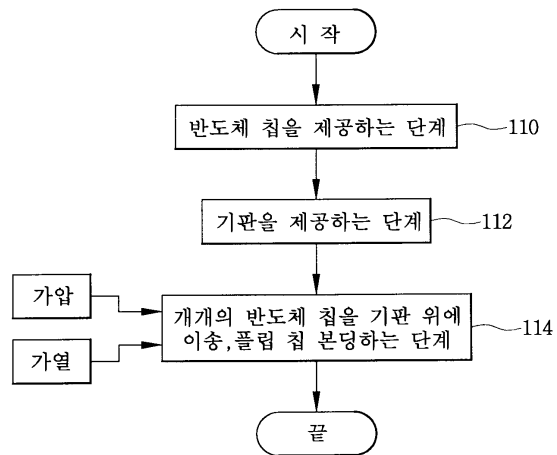 시 작
반도체 칩을 제공하는 단계
110
기판을 제공하는 단계
112
가압
가열
개개의 반도체 칩을 기판 위에
이송,플립 칩 본딩하는 단계
114
끝